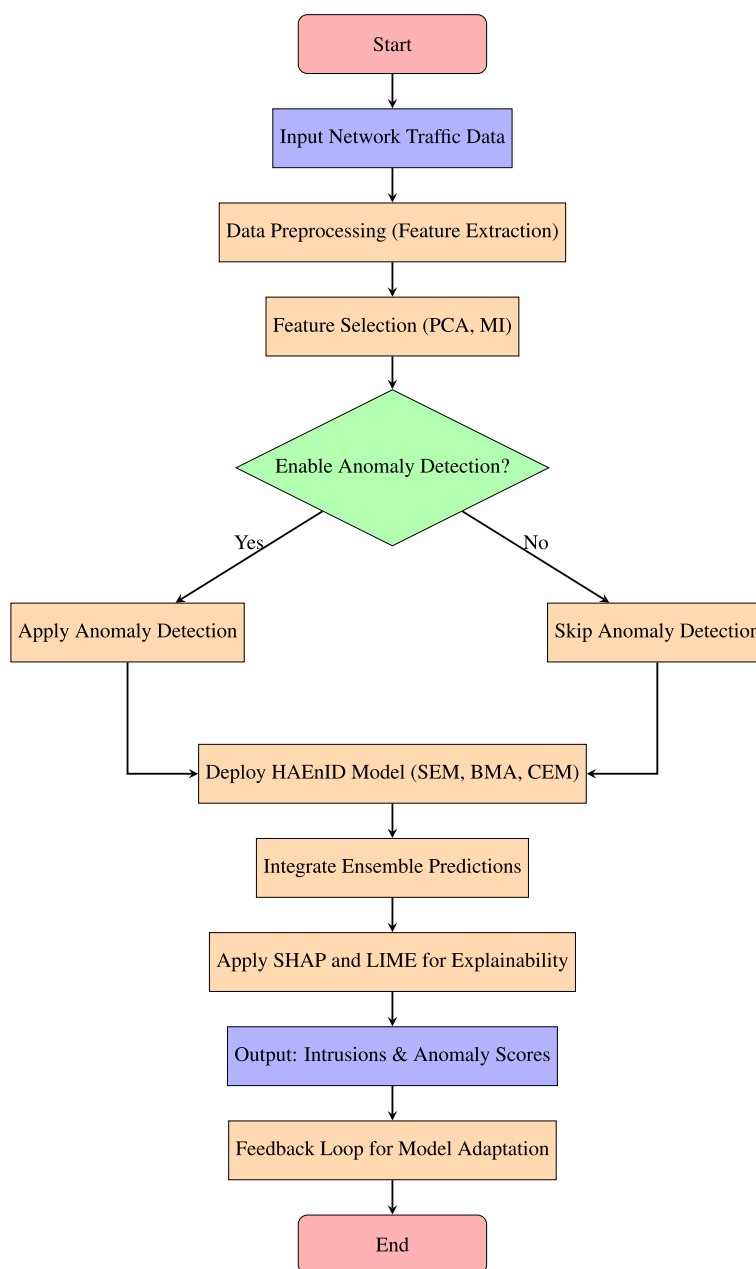 Start
Input Network Traffic Data
Data Preprocessing (Feature Extraction)
Feature Selection (PCA, MI)
Enable Anomaly Detection?
Yes
No
Apply Anomaly Detection
Skip Anomaly Detection
Deploy HAEnID Model (SEM, BMA, CEM)
Integrate Ensemble Predictions
Apply SHAP and LIME for Explainability
Output: Intrusions & Anomaly Scores
Feedback Loop for Model Adaptation
End